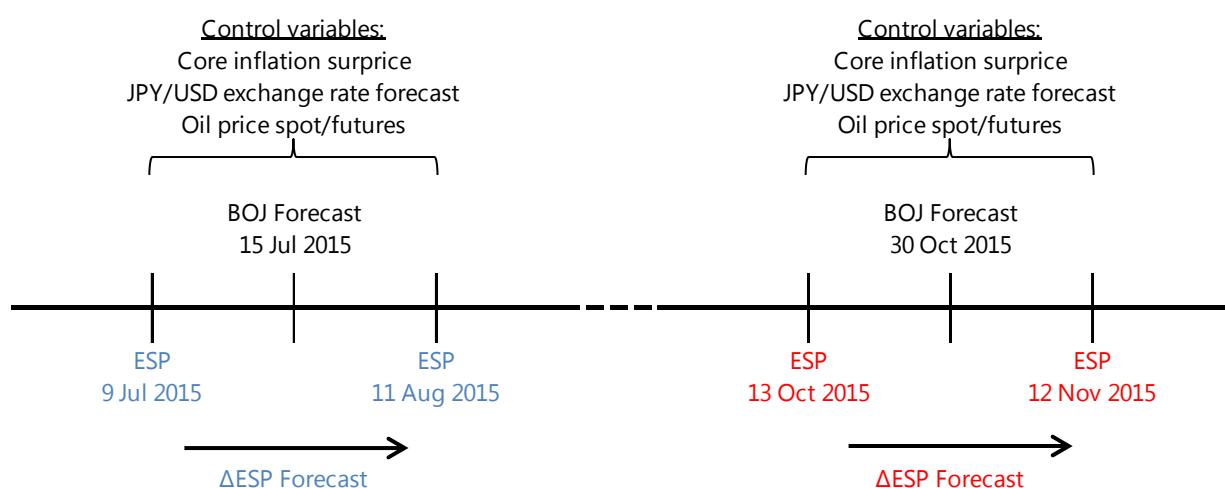 Control variables:
Core inflation surprice
JPY/USD exchange rate forecast
Oil price spot/futures
BOJ Forecast
15 Jul 2015
ESP
9 Jul 2015
ESP
11 Aug 2015
ΔESP Forecast
Control variables:
Core inflation surprice
JPY/USD exchange rate forecast
Oil price spot/futures
BOJ Forecast
30 Oct 2015
ESP
13 Oct 2015
ESP
12 Nov 2015
ΔESP Forecast